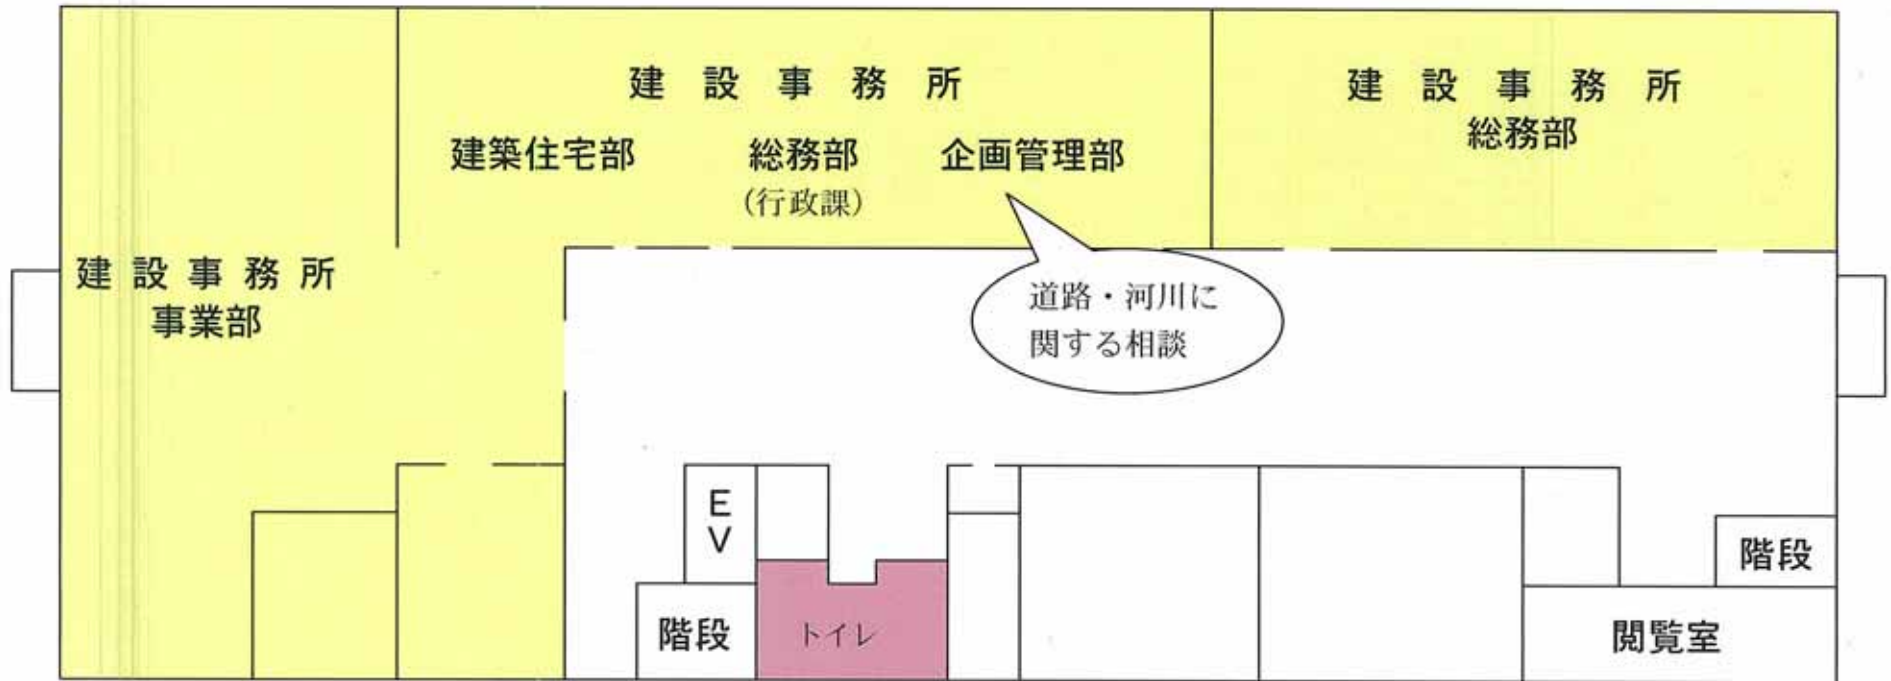 建設事務所
建築住宅部
総務部
(行政課)
企画管理部
建設事務所
総務部
建設事務所
事業部
道路・河川に
関する相談
EV
階段
トイレ
階段
閲覧室